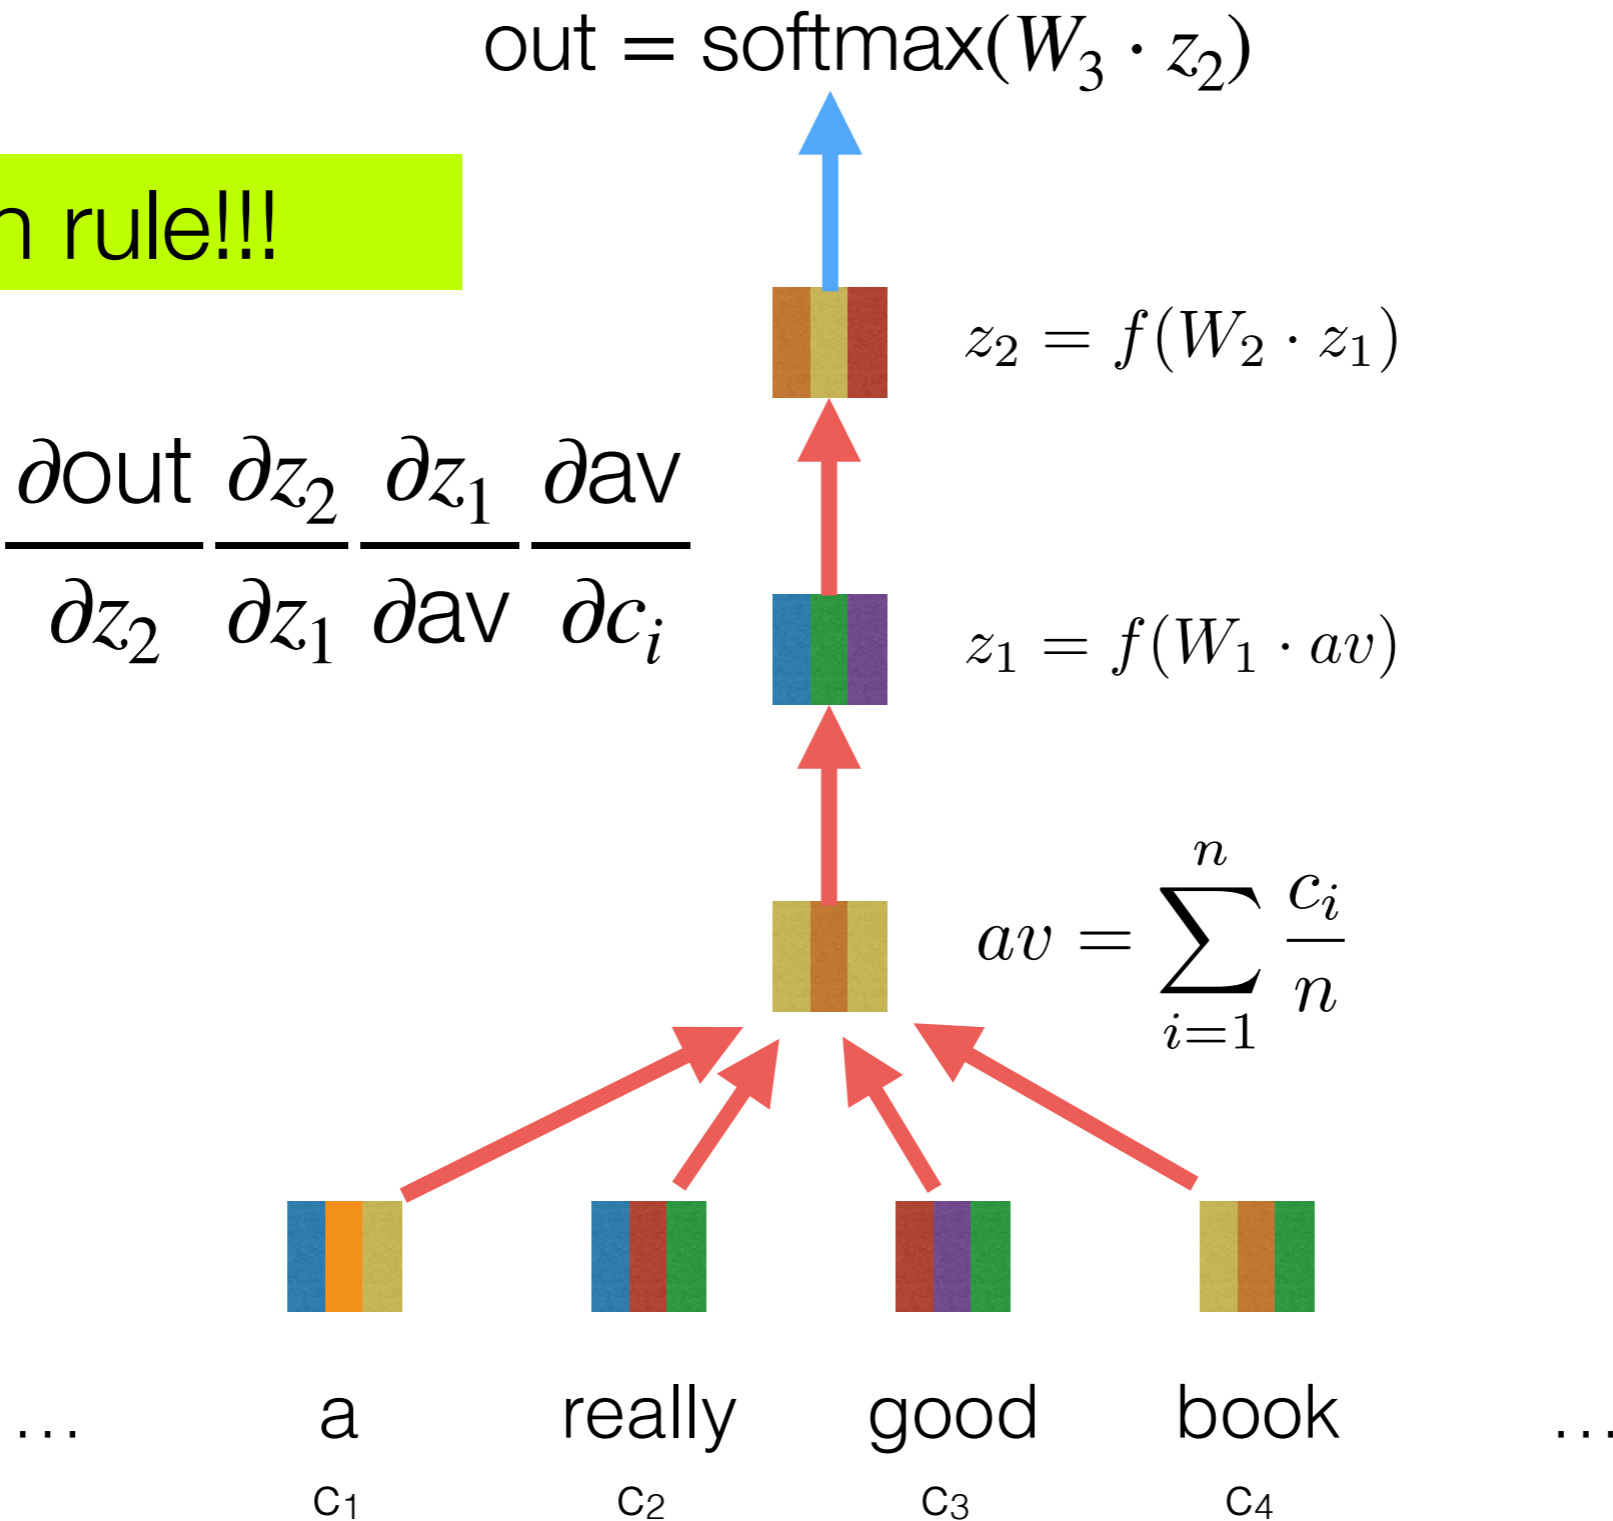 out = softmax(W₃ · z₂)
n rule!!!
z₂ = f(W₂ · z₁)
∂out/∂z₂ ∂z₂/∂z₁ ∂z₁/∂av ∂av/∂cᵢ
z₁ = f(W₁ · av)
av = ∑ᵢ₌₁ⁿ cᵢ/n
… a really good book …
c₁ c₂ c₃ c₄